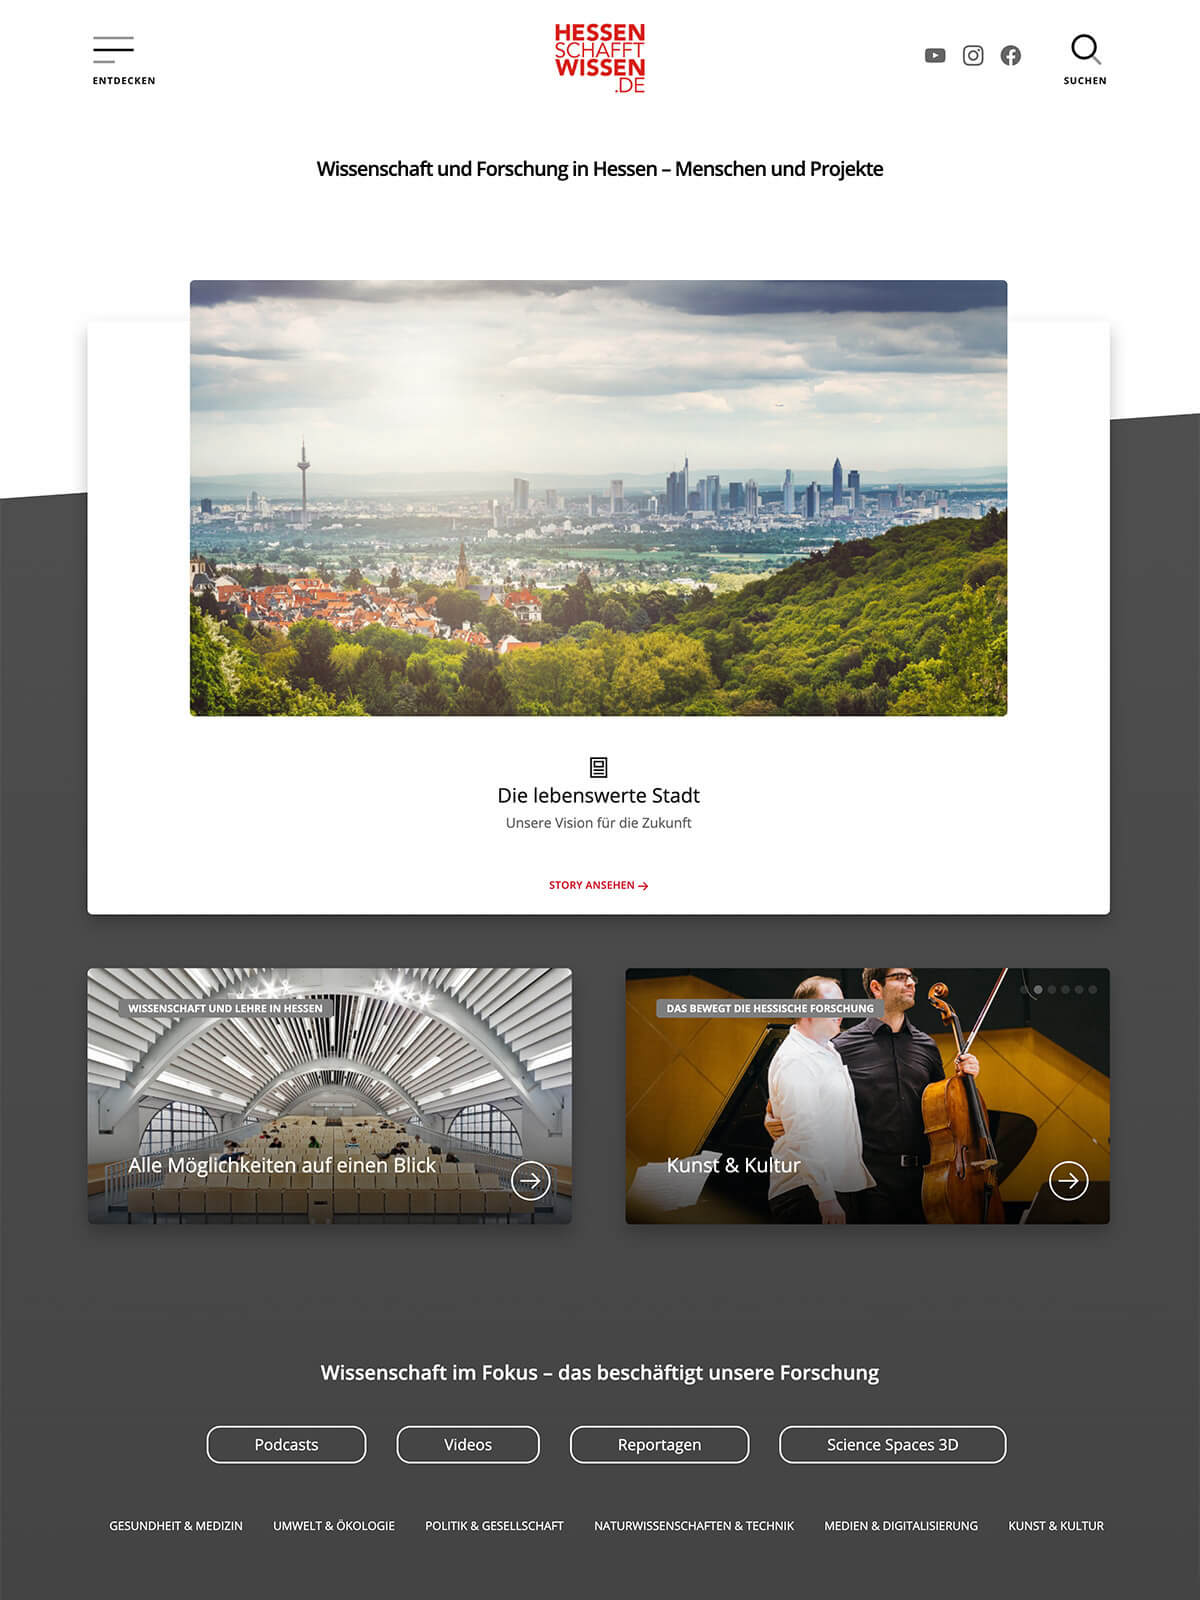 ENTDECKEN
HESSEN
SCHAFFT
WISSEN
.DE
SUCHEN
Wissenschaft und Forschung in Hessen – Menschen und Projekte
Die lebenswerte Stadt
Unsere Vision für die Zukunft
STORY ANSEHEN
WISSENSCHAFT UND LEHRE IN HESSEN
Alle Möglichkeiten auf einen Blick
DAS BEWEGT DIE HESSISCHE FORSCHUNG
Kunst & Kultur
Wissenschaft im Fokus – das beschäftigt unsere Forschung
Podcasts Videos Reportagen Science Spaces 3D
GESUNDHEIT & MEDIZIN UMWELT & ÖKOLOGIE POLITIK & GESELLSCHAFT NATURWISSENSCHAFTEN & TECHNIK MEDIEN & DIGITALISIERUNG KUNST & KULTUR